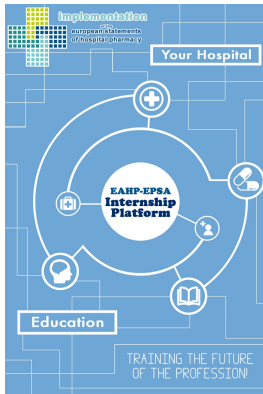 implementation
of the
european statements
of hospital pharmacy
Your Hospital
EAHP-EPSA
Internship
Platform
Education
TRAINING THE FUTURE
OF THE PROFESSION!